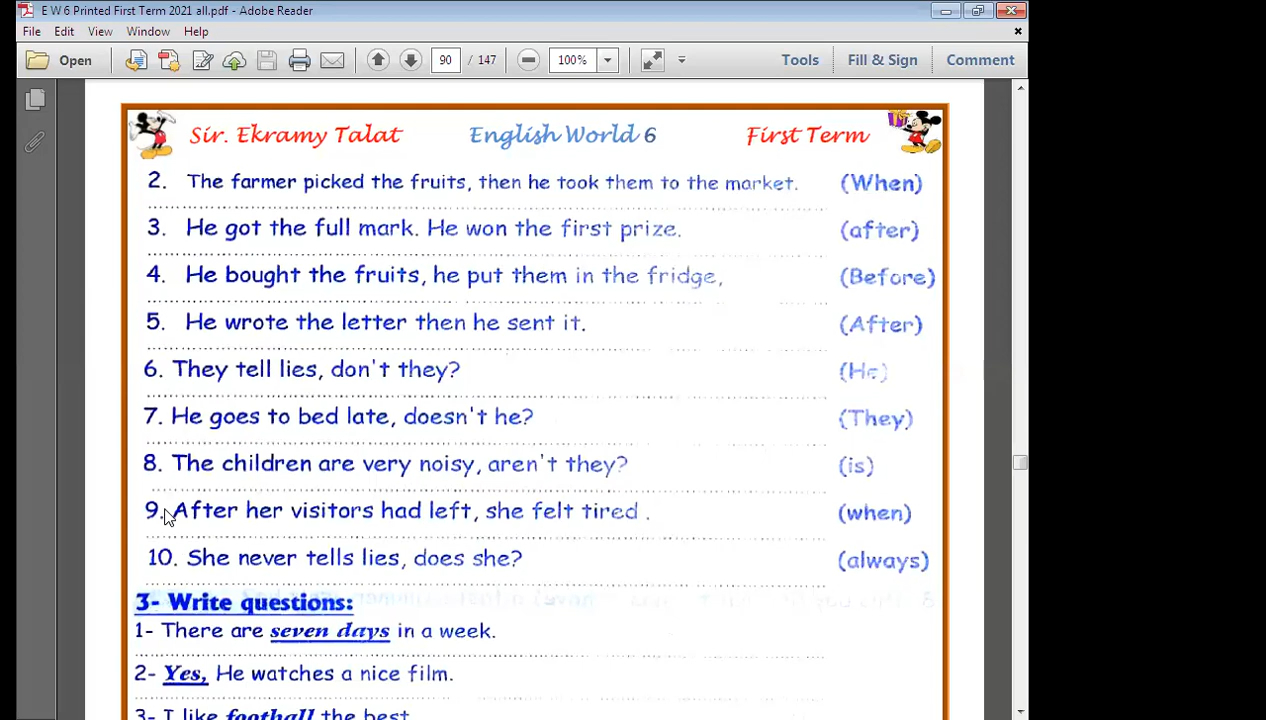 E W 6 Printed First Term 2021 all.pdf - Adobe Reader
File Edit View Window Help
Open 90 / 147 100% Tools Fill & Sign Comment
Sir. Ekramy Talat English World 6 First Term
2. The farmer picked the fruits, then he took them to the market. (When)
3. He got the full mark. He won the first prize. (after)
4. He bought the fruits, he put them in the fridge, (Before)
5. He wrote the letter then he sent it. (After)
6. They tell lies, don't they? (He)
7. He goes to bed late, doesn't he? (They)
8. The children are very noisy, aren't they? (is)
9. After her visitors had left, she felt tired . (when)
10. She never tells lies, does she? (always)
3- Write questions:
1- There are seven days in a week.
2- Yes, He watches a nice film.
3- I like football the best.